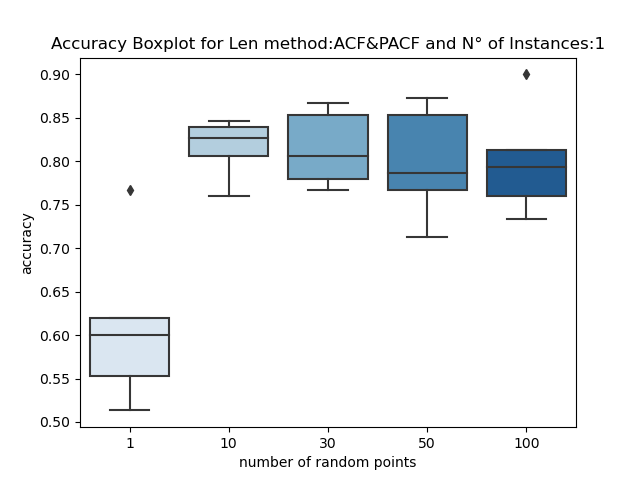 Accuracy Boxplot for Len method:ACF&PACF and N° of Instances:1
0.90
0.85
0.80
0.75
0.70
0.65
0.60
0.55
0.50
accuracy
1 10 30 50 100
number of random points